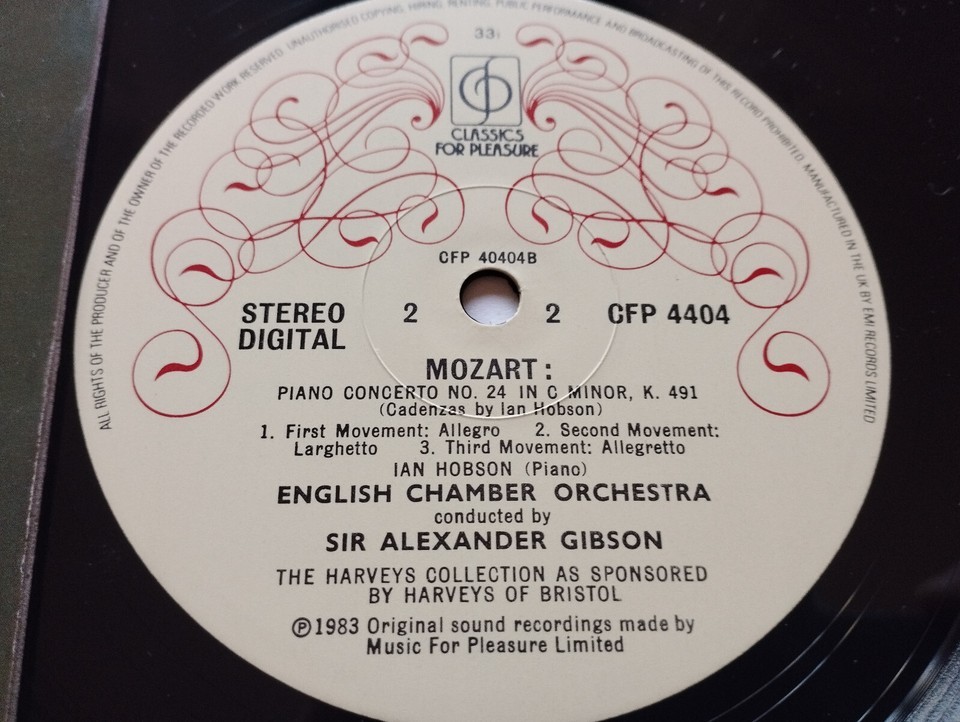 ALL RIGHTS OF THE PRODUCER AND OF THE OWNER OF THE RECORDED WORK RESERVED. UNAUTHORISED COPYING, HIRING, RENTING, PUBLIC PERFORMANCE AND BROADCASTING OF THIS RECORD PROHIBITED. MANUFACTURED IN THE UK BY EMI RECORDS LIMITED
33⅓
CLASSICS
FOR PLEASURE
CFP 40404B
STEREO 2 2 CFP 4404
DIGITAL
MOZART:
PIANO CONCERTO NO. 24 IN C MINOR, K. 491
(Cadenzas by Ian Hobson)
1. First Movement: Allegro 2. Second Movement:
Larghetto 3. Third Movement: Allegretto
IAN HOBSON (Piano)
ENGLISH CHAMBER ORCHESTRA
conducted by
SIR ALEXANDER GIBSON
THE HARVEYS COLLECTION AS SPONSORED
BY HARVEYS OF BRISTOL
Ⓟ1983 Original sound recordings made by
Music For Pleasure Limited